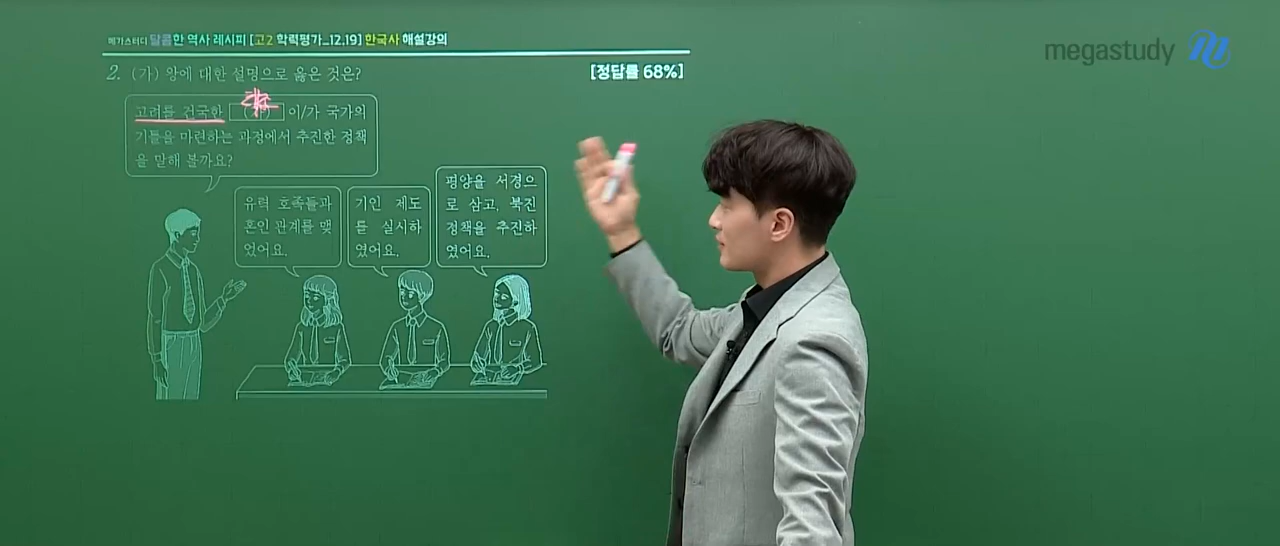 메가스터디 달콤한 역사 레시피 [고2 학력평가_12.19] 한국사 해설강의
megastudy
2. (가) 왕에 대한 설명으로 옳은 것은?
[정답률 68%]
고려를 건국한 (가) 이/가 국가의
기틀을 마련하는 과정에서 추진한 정책
을 말해 볼까요?
유력 호족들과
혼인 관계를 맺
었어요.
기인 제도
를 실시하
였어요.
평양을 서경으
로 삼고, 북진
정책을 추진하
였어요.